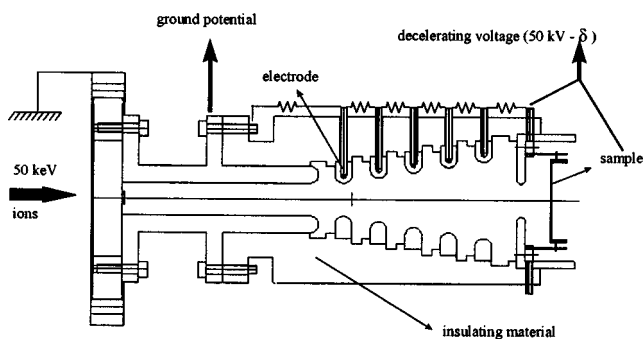 ground potential
decelerating voltage (50 kV - δ )
electrode
50 keV
ions
sample
insulating material